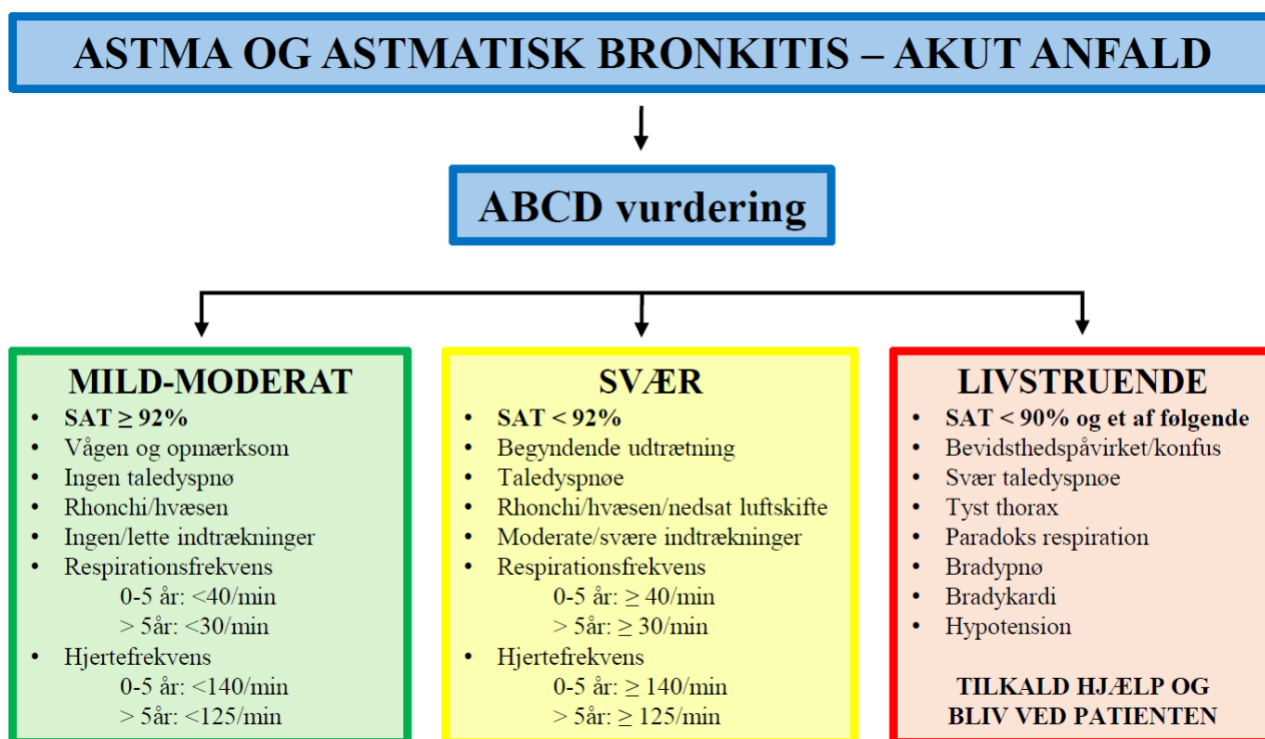 ASTMA OG ASTMATISK BRONKITIS – AKUT ANFALD
ABCD vurdering
MILD-MODERAT
• SAT ≥ 92%
• Vågen og opmærksom
• Ingen taledyspnø
• Rhonchi/hvæsen
• Ingen/lette indtrækninger
• Respirationsfrekvens
0-5 år: <40/min
> 5år: <30/min
• Hjertefrekvens
0-5 år: <140/min
> 5år: <125/min
SVÆR
• SAT < 92%
• Begyndende udtrætning
• Taledyspnøe
• Rhonchi/hvæsen/nedsat luftskifte
• Moderate/svære indtrækninger
• Respirationsfrekvens
0-5 år: ≥ 40/min
> 5år: ≥ 30/min
• Hjertefrekvens
0-5 år: ≥ 140/min
> 5år: ≥ 125/min
LIVSTRUENDE
• SAT < 90% og et af følgende
• Bevidsthedspåvirket/konfus
• Svær taledyspnøe
• Tyst thorax
• Paradoks respiration
• Bradypnø
• Bradykardi
• Hypotension
TILKALD HJÆLP OG
BLIV VED PATIENTEN